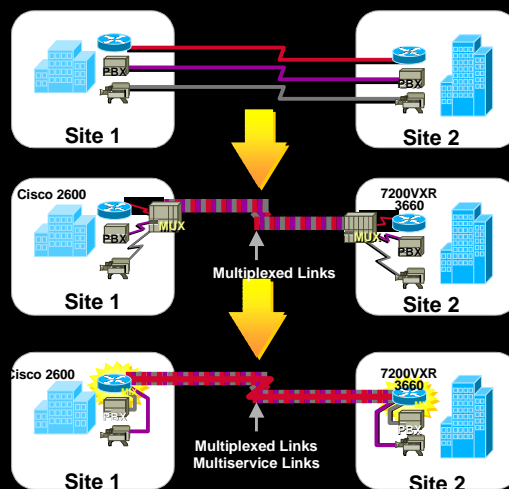 PBX
PBX
Site 1
Site 2
Cisco 2600
7200VXR
3660
MUX
MUX
PBX
PBX
Multiplexed Links
Site 1
Site 2
Cisco 2600
7200VXR
3660
PBX
PBX
Multiplexed Links
Multiservice Links
Site 1
Site 2